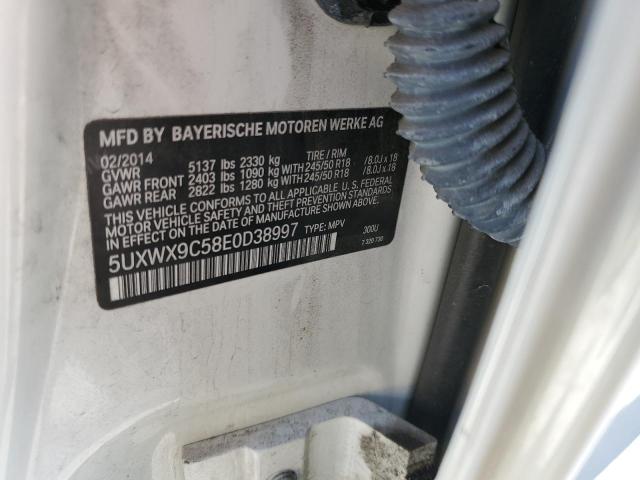 MFD BY BAYERISCHE MOTOREN WERKE AG
02/2014 TIRE / RIM
GVWR 5137 lbs 2330 kg
GAWR FRONT 2403 lbs 1090 kg WITH 245/50 R18 /8.0J x 18
GAWR REAR 2822 lbs 1280 kg WITH 245/50 R18 /8.0J x 18
THIS VEHICLE CONFORMS TO ALL APPLICABLE U. S. FEDERAL
MOTOR VEHICLE SAFETY STANDARDS
IN EFFECT ON THE DATE OF MANUFACTURE SHOWN ABOVE.
5UXWX9C58E0D38997 TYPE: MPV 300U
7 320 730